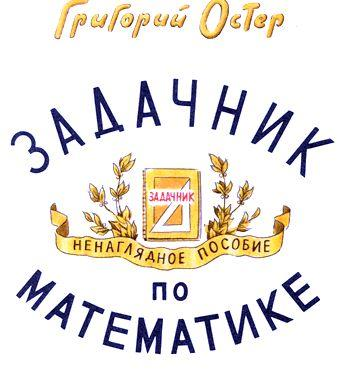 Григорий Остер
ЗАДАЧНИК
ЗАДАЧНИК
НЕНАГЛЯДНОЕ ПОСОБИЕ
ПО
МАТЕМАТИКЕ